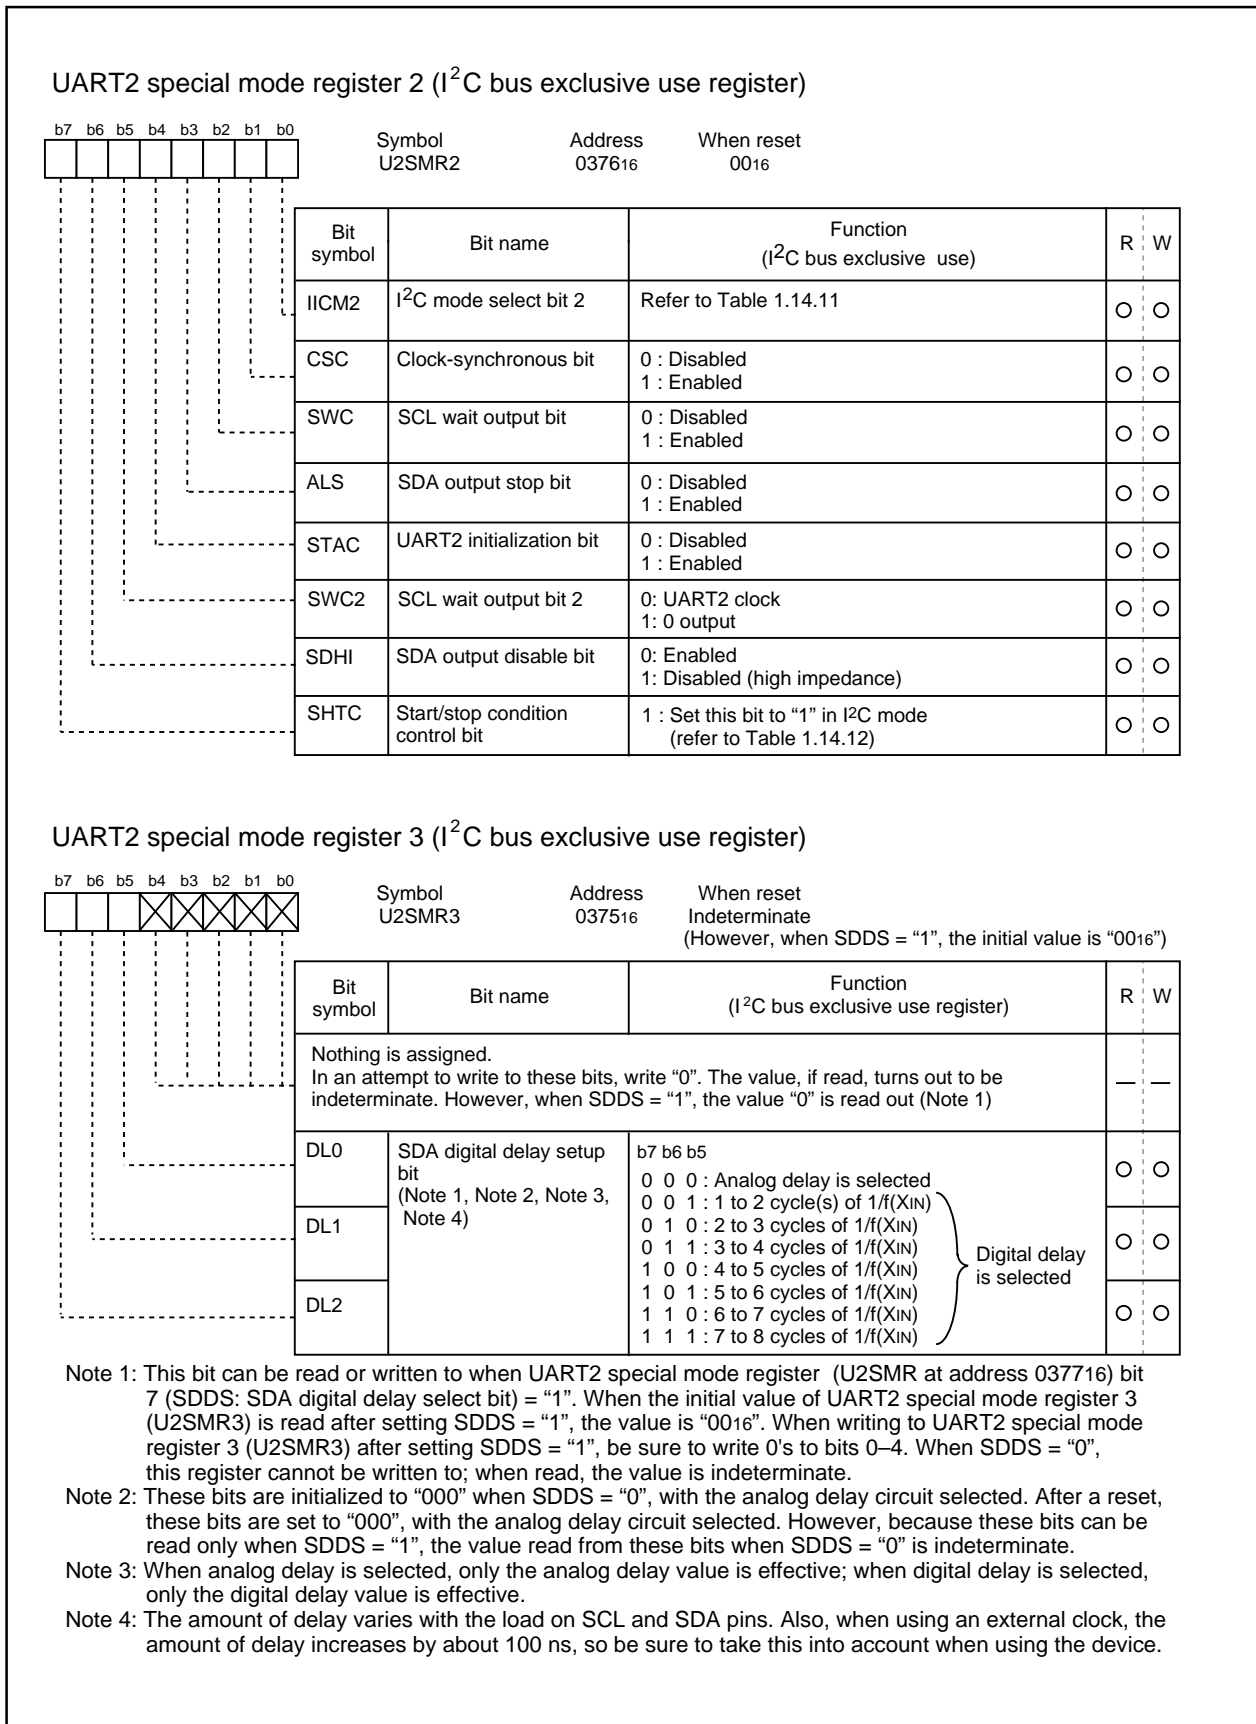 UART2 special mode register 2 (I2C bus exclusive use register)
b7 b6 b5 b4 b3 b2 b1 b0
Symbol Address When reset
U2SMR2 037616 0016
Bit symbol Bit name Function (I2C bus exclusive use) R W
IICM2 I2C mode select bit 2 Refer to Table 1.14.11
CSC Clock-synchronous bit 0 : Disabled
1 : Enabled
SWC SCL wait output bit 0 : Disabled
1 : Enabled
ALS SDA output stop bit 0 : Disabled
1 : Enabled
STAC UART2 initialization bit 0 : Disabled
1 : Enabled
SWC2 SCL wait output bit 2 0: UART2 clock
1: 0 output
SDHI SDA output disable bit 0: Enabled
1: Disabled (high impedance)
SHTC Start/stop condition control bit 1 : Set this bit to “1” in I2C mode
(refer to Table 1.14.12)
UART2 special mode register 3 (I2C bus exclusive use register)
b7 b6 b5 b4 b3 b2 b1 b0
Symbol Address When reset
U2SMR3 037516 Indeterminate
(However, when SDDS = “1”, the initial value is “0016”)
Bit symbol Bit name Function (I2C bus exclusive use register) R W
Nothing is assigned.
In an attempt to write to these bits, write “0”. The value, if read, turns out to be
indeterminate. However, when SDDS = “1”, the value “0” is read out (Note 1)
— —
DL0
DL1
DL2
SDA digital delay setup
bit
(Note 1, Note 2, Note 3,
Note 4)
b7 b6 b5
0 0 0 : Analog delay is selected
0 0 1 : 1 to 2 cycle(s) of 1/f(XIN)
0 1 0 : 2 to 3 cycles of 1/f(XIN)
0 1 1 : 3 to 4 cycles of 1/f(XIN)
1 0 0 : 4 to 5 cycles of 1/f(XIN)
1 0 1 : 5 to 6 cycles of 1/f(XIN)
1 1 0 : 6 to 7 cycles of 1/f(XIN)
1 1 1 : 7 to 8 cycles of 1/f(XIN)
Digital delay
is selected
Note 1: This bit can be read or written to when UART2 special mode register (U2SMR at address 037716) bit
7 (SDDS: SDA digital delay select bit) = “1”. When the initial value of UART2 special mode register 3
(U2SMR3) is read after setting SDDS = “1”, the value is “0016”. When writing to UART2 special mode
register 3 (U2SMR3) after setting SDDS = “1”, be sure to write 0's to bits 0–4. When SDDS = “0”,
this register cannot be written to; when read, the value is indeterminate.
Note 2: These bits are initialized to “000” when SDDS = “0”, with the analog delay circuit selected. After a reset,
these bits are set to “000”, with the analog delay circuit selected. However, because these bits can be
read only when SDDS = “1”, the value read from these bits when SDDS = “0” is indeterminate.
Note 3: When analog delay is selected, only the analog delay value is effective; when digital delay is selected,
only the digital delay value is effective.
Note 4: The amount of delay varies with the load on SCL and SDA pins. Also, when using an external clock, the
amount of delay increases by about 100 ns, so be sure to take this into account when using the device.